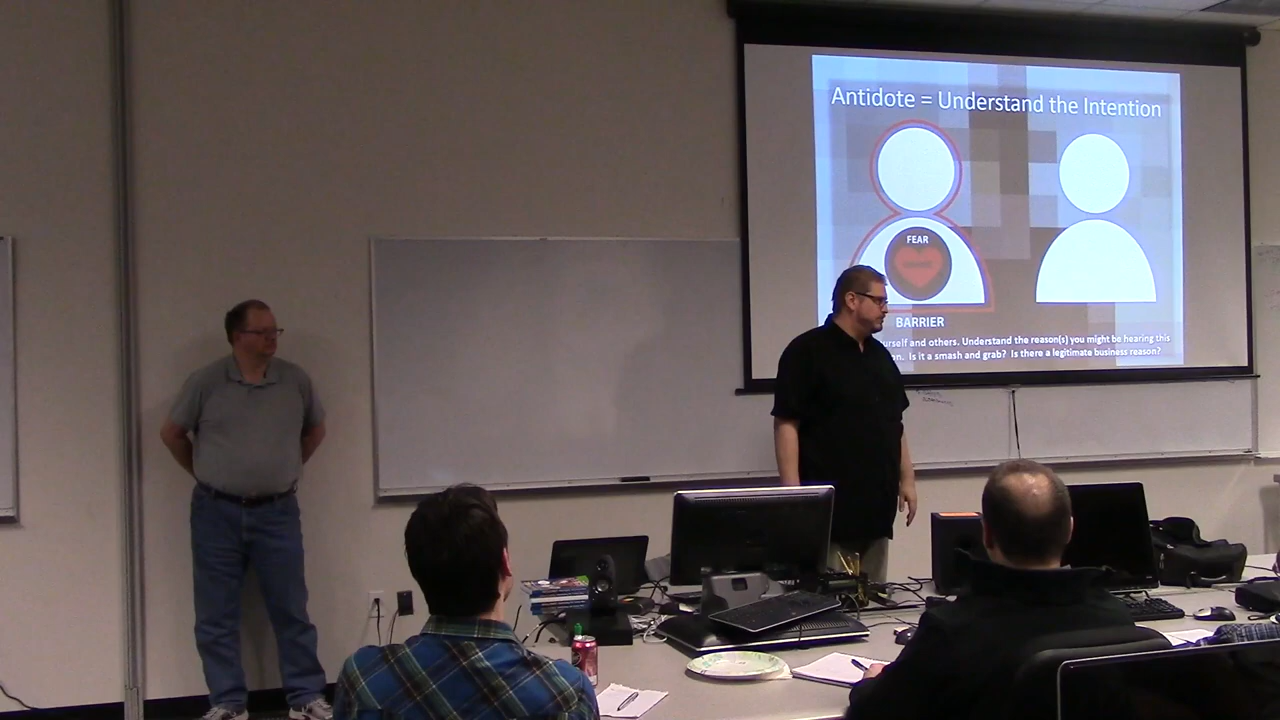 Antidote = Understand the Intention
FEAR
BARRIER
urself and others. Understand the reason(s) you might be hearing this
on. Is it a smash and grab? Is there a legitimate business reason?